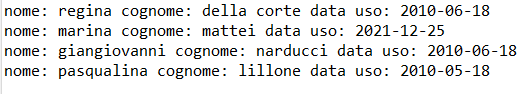 nome: regina cognome: della corte data uso: 2010-06-18
nome: marina cognome: mattei data uso: 2021-12-25
nome: giangiovanni cognome: narducci data uso: 2010-06-18
nome: pasqualina cognome: lillone data uso: 2010-05-18